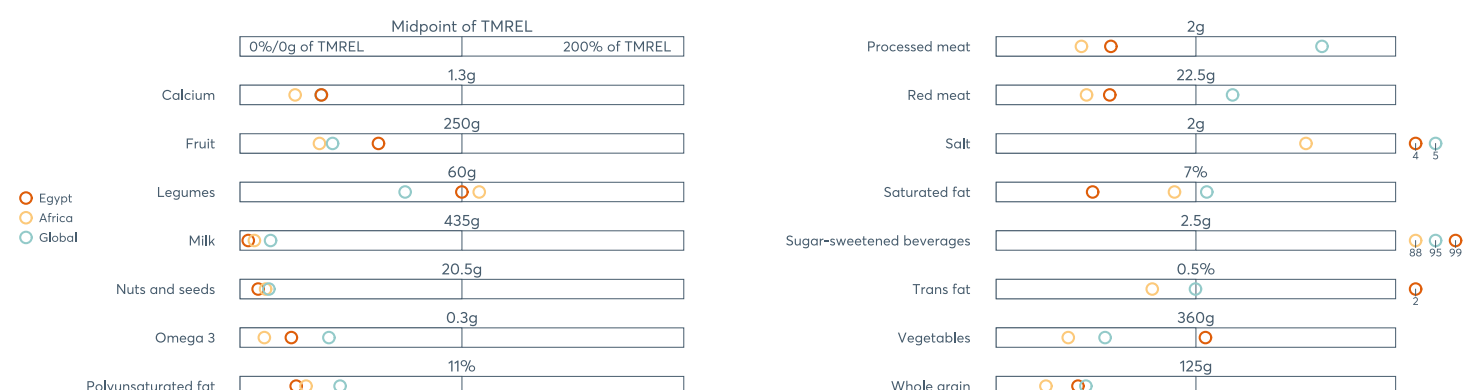 Midpoint of TMREL
0%/0g of TMREL 200% of TMREL
1.3g
Calcium
250g
Fruit
60g
Legumes
435g
Milk
20.5g
Nuts and seeds
0.3g
Omega 3
11%
Polyunsaturated fat
Egypt
Africa
Global
2g
Processed meat
22.5g
Red meat
2g
Salt
4 5
7%
Saturated fat
2.5g
Sugar-sweetened beverages
88 95 99
0.5%
Trans fat
2
360g
Vegetables
125g
Whole grain